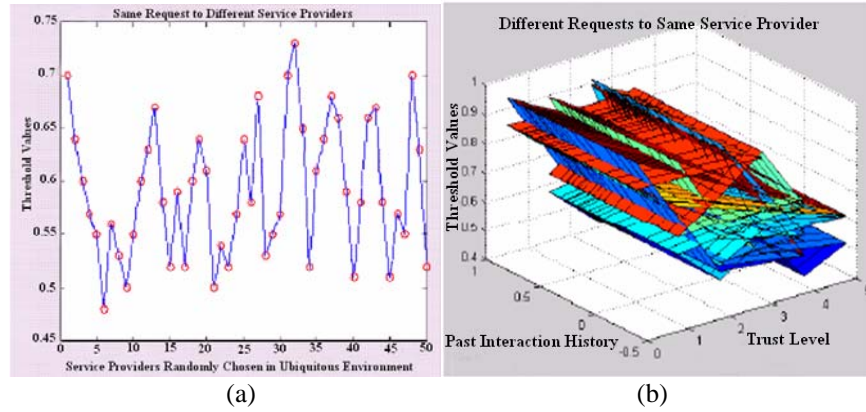 Same Request to Different Service Providers
0.75
0.7
0.65
0.6
0.55
0.5
0.45
Threshold Values
0 5 10 15 20 25 30 35 40 45 50
Service Providers Randomly Chosen in Ubiquitous Environment
(a)
Different Requests to Same Service Provider
1
0.9
0.8
0.7
0.6
0.5
0.4
Threshold Values
1
0.5
0
-0.5
Past Interaction History
0 1 2 3 4
Trust Level
(b)